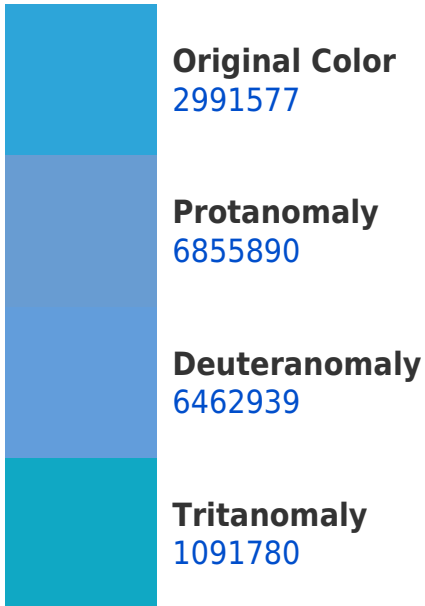 Original Color
2991577
Protanomaly
6855890
Deuteranomaly
6462939
Tritanomaly
1091780